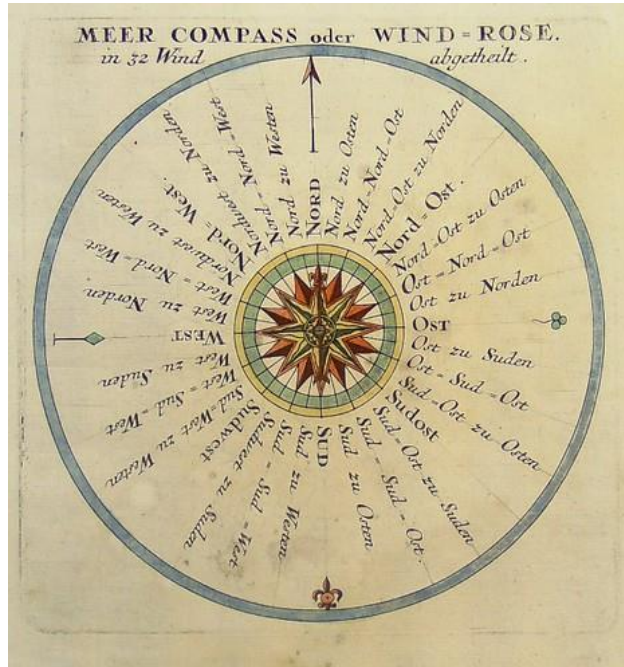 MEER COMPASS oder WIND=ROSE.
in 32 Wind abgetheilt.
NORD
Nord zu Osten
Nord=Nord=Ost
Nord=Ost zu Norden
Nord=Ost.
Nord=Ost zu Osten
Ost=Nord=Ost
Ost zu Norden
OST
Ost zu Suden
Ost=Sud=Ost
Sud=Ost zu Osten
Sudost
Sud=Ost zu Suden
Sud=Sud=Ost.
Sud zu Osten
SUD
Sud zu Westen
Sud=Sud=West
Sudwest zu Suden
Sudwest
Sud=West zu Westen
West=Sud=West
West zu Suden
WEST
West zu Norden
West=Nord=West
Nordwest zu Westen
Nord=West.
Nordwest zu Norden
Nord=Nord=West
Nord zu Westen